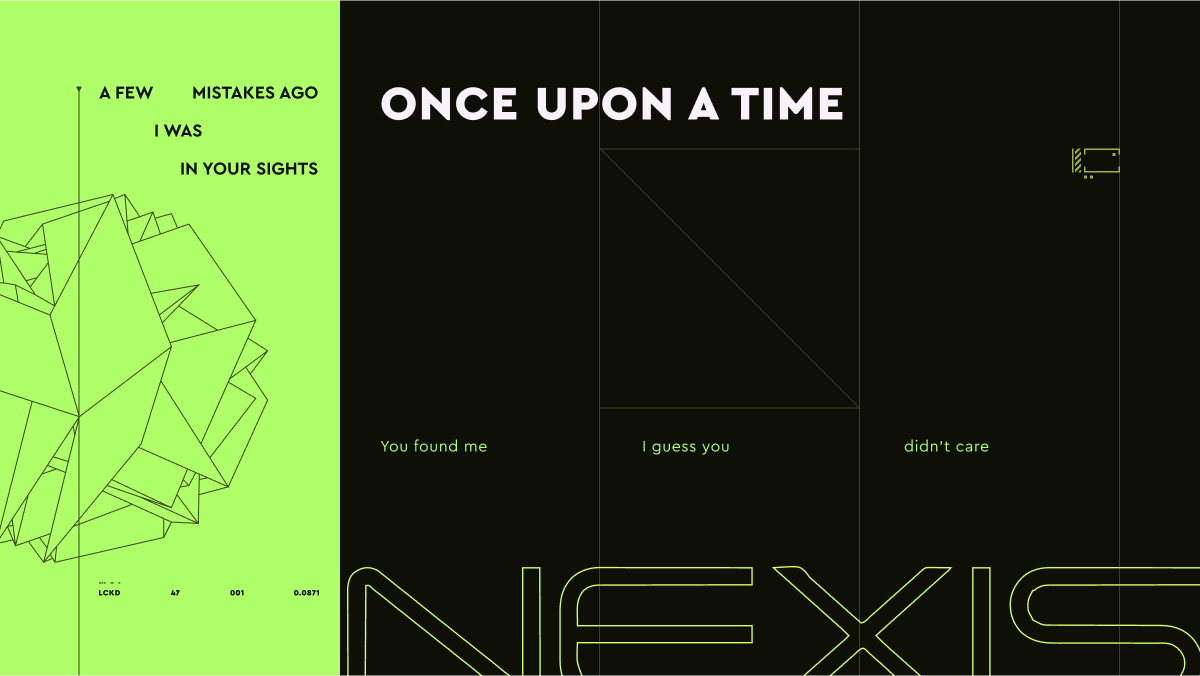 A FEW MISTAKES AGO
I WAS
IN YOUR SIGHTS
LCKD 47 001 0.0871
ONCE UPON A TIME
You found me I guess you didn't care
NEXIS